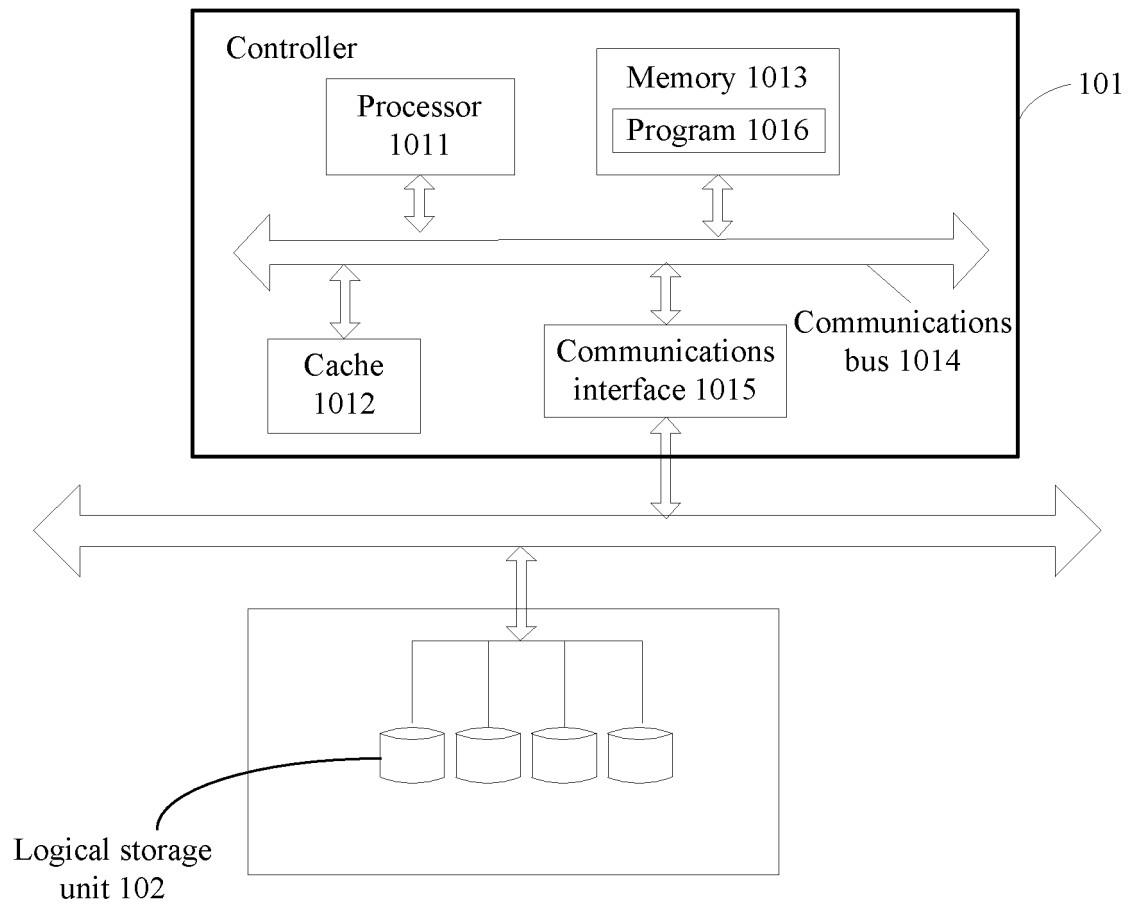 Controller
Processor
1011
Memory 1013
Program 1016
101
Cache
1012
Communications
interface 1015
Communications
bus 1014
Logical storage
unit 102